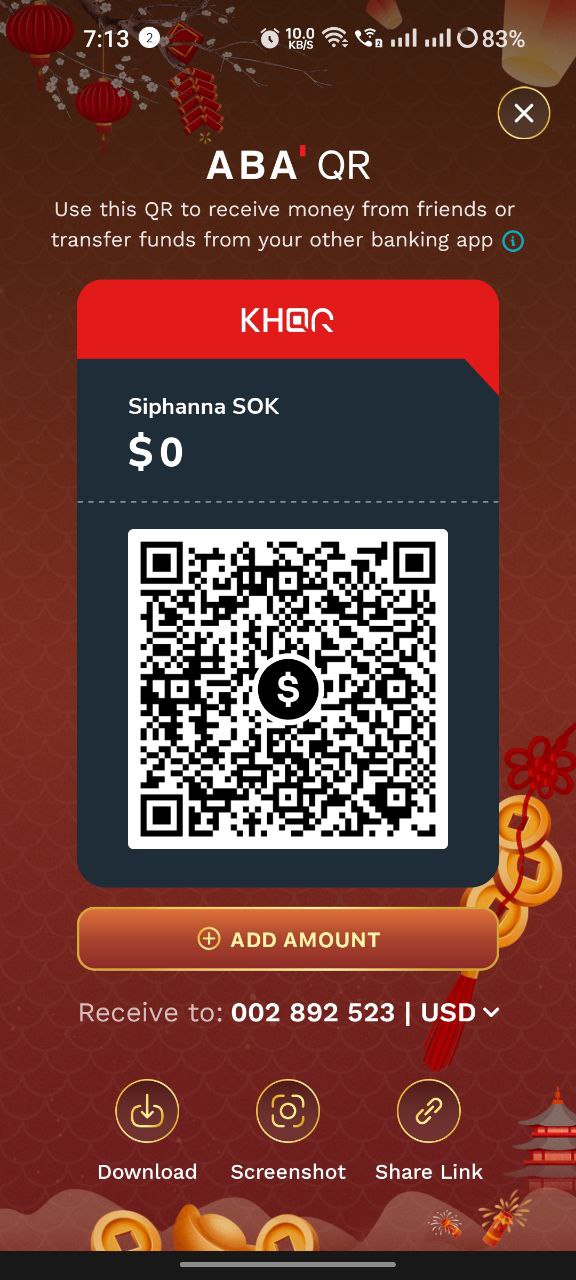 7:13 2 10.0 KB/S 2 83%
ABA' QR
Use this QR to receive money from friends or
transfer funds from your other banking app
KHQR
Siphanna SOK
$ 0
$
ADD AMOUNT
Receive to: 002 892 523 | USD
Download Screenshot Share Link